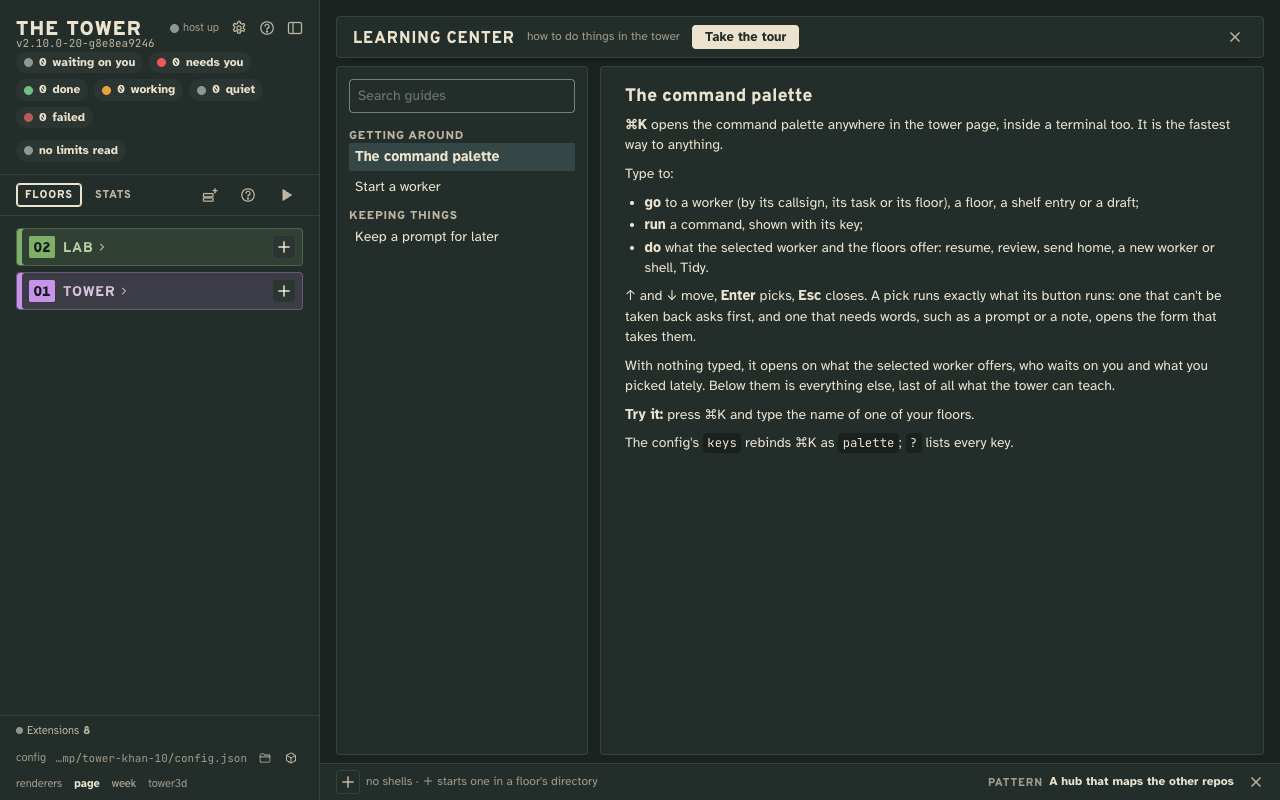 THE TOWER
host up
v2.10.0-20-g8e8ea9246
0 waiting on you
0 needs you
0 done
0 working
0 quiet
0 failed
no limits read
FLOORS
STATS
02 LAB
01 TOWER
Extensions 8
config …mp/tower-khan-10/config.json
renderers page week tower3d
LEARNING CENTER how to do things in the tower Take the tour
Search guides
GETTING AROUND
The command palette
Start a worker
KEEPING THINGS
Keep a prompt for later
The command palette
⌘K opens the command palette anywhere in the tower page, inside a terminal too. It is the fastest
way to anything.
Type to:
• go to a worker (by its callsign, its task or its floor), a floor, a shelf entry or a draft;
• run a command, shown with its key;
• do what the selected worker and the floors offer: resume, review, send home, a new worker or
shell, Tidy.
↑ and ↓ move, Enter picks, Esc closes. A pick runs exactly what its button runs: one that can't be
taken back asks first, and one that needs words, such as a prompt or a note, opens the form that
takes them.
With nothing typed, it opens on what the selected worker offers, who waits on you and what you
picked lately. Below them is everything else, last of all what the tower can teach.
Try it: press ⌘K and type the name of one of your floors.
The config's keys rebinds ⌘K as palette; ? lists every key.
no shells · + starts one in a floor's directory
PATTERN A hub that maps the other repos